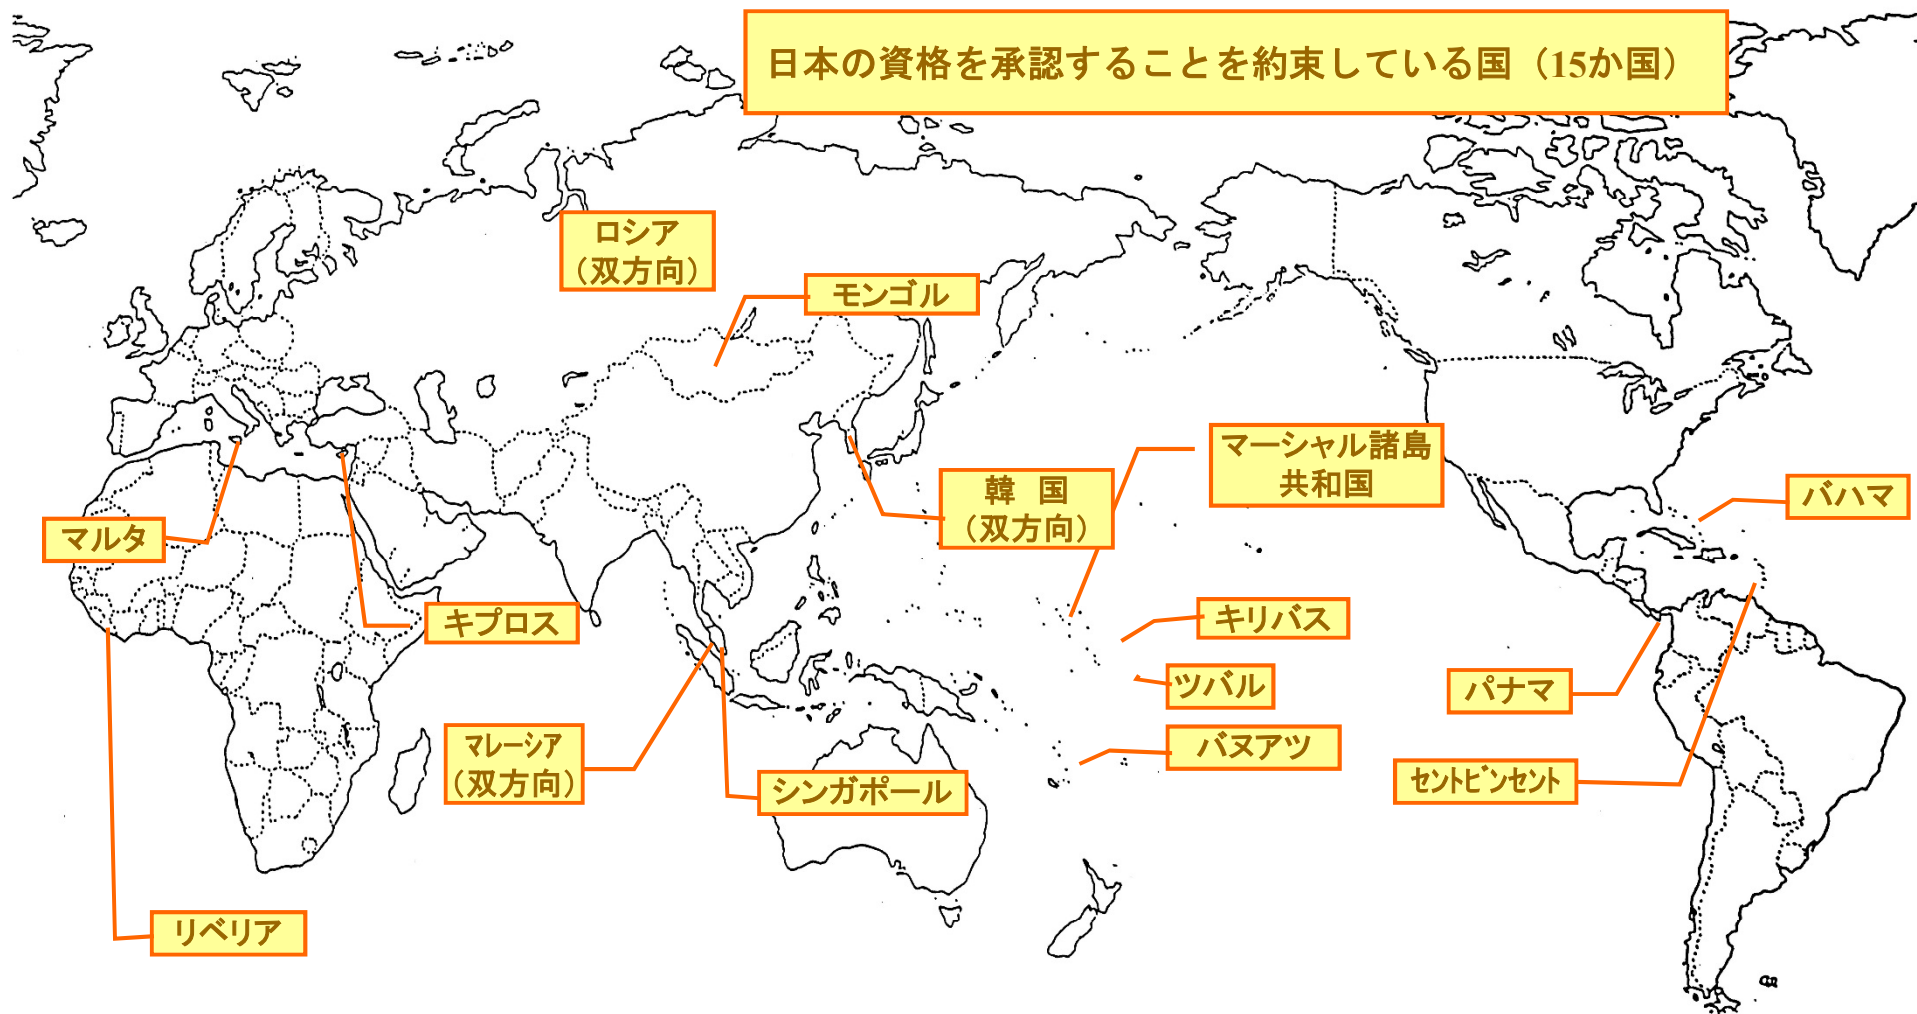 日本の資格を承認することを約束している国（15か国）
ロシア
（双方向）
モンゴル
マーシャル諸島
共和国
韓　国
（双方向）
バハマ
マルタ
キプロス
キリバス
ツバル
パナマ
マレーシア
（双方向）
バヌアツ
シンガポール
セントビンセント
リベリア